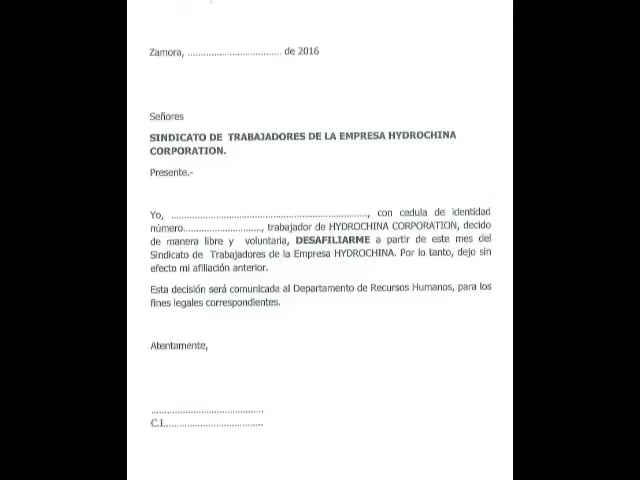 Zamora, .................................. de 2016
Señores
SINDICATO DE TRABAJADORES DE LA EMPRESA HYDROCHINA
CORPORATION.
Presente.-
Yo, ......................................................................, con cedula de identidad
número............................, trabajador de HYDROCHINA CORPORATION, decido
de manera libre y voluntaria, DESAFILIARME a partir de este mes del
Sindicato de Trabajadores de la Empresa HYDROCHINA. Por lo tanto, dejo sin
efecto mi afiliación anterior.
Esta decisión será comunicada al Departamento de Recursos Humanos, para los
fines legales correspondientes.
Atentamente,
........................................
C.I....................................